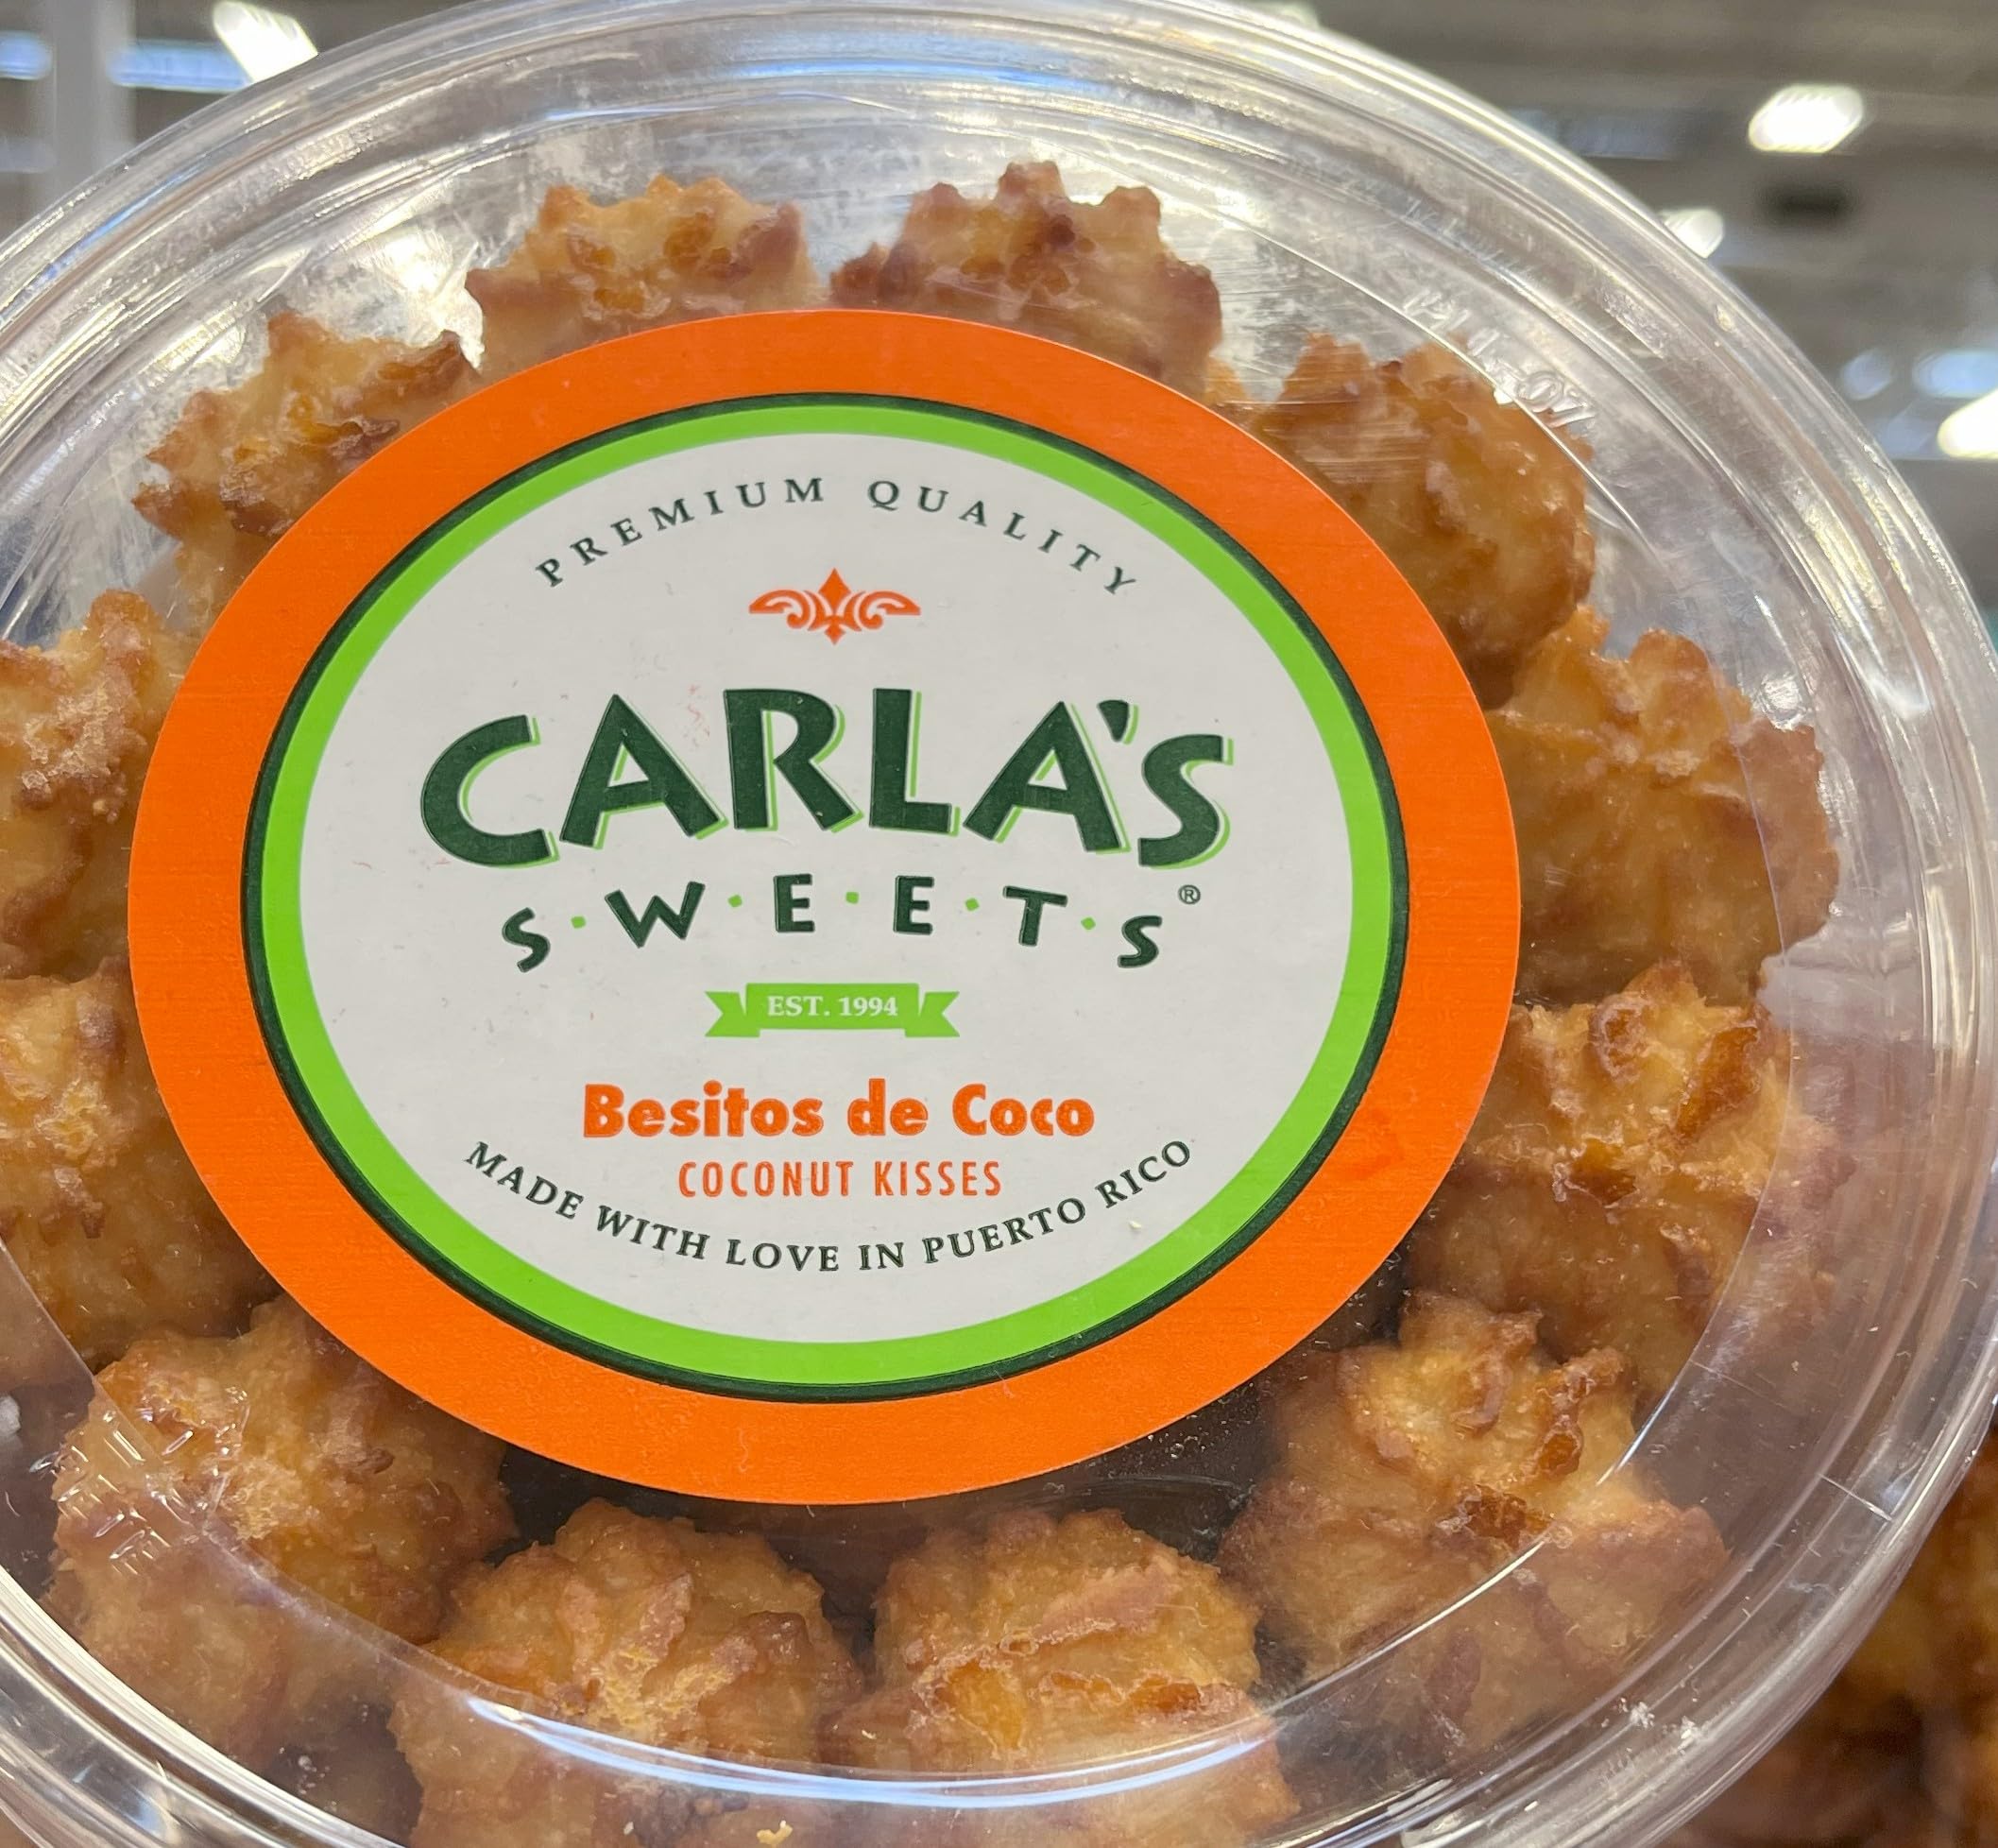 PREMIUM QUALITY
CARLA'S
S·W·E·E·T·S®
EST. 1994
Besitos de Coco
COCONUT KISSES
MADE WITH LOVE IN PUERTO RICO